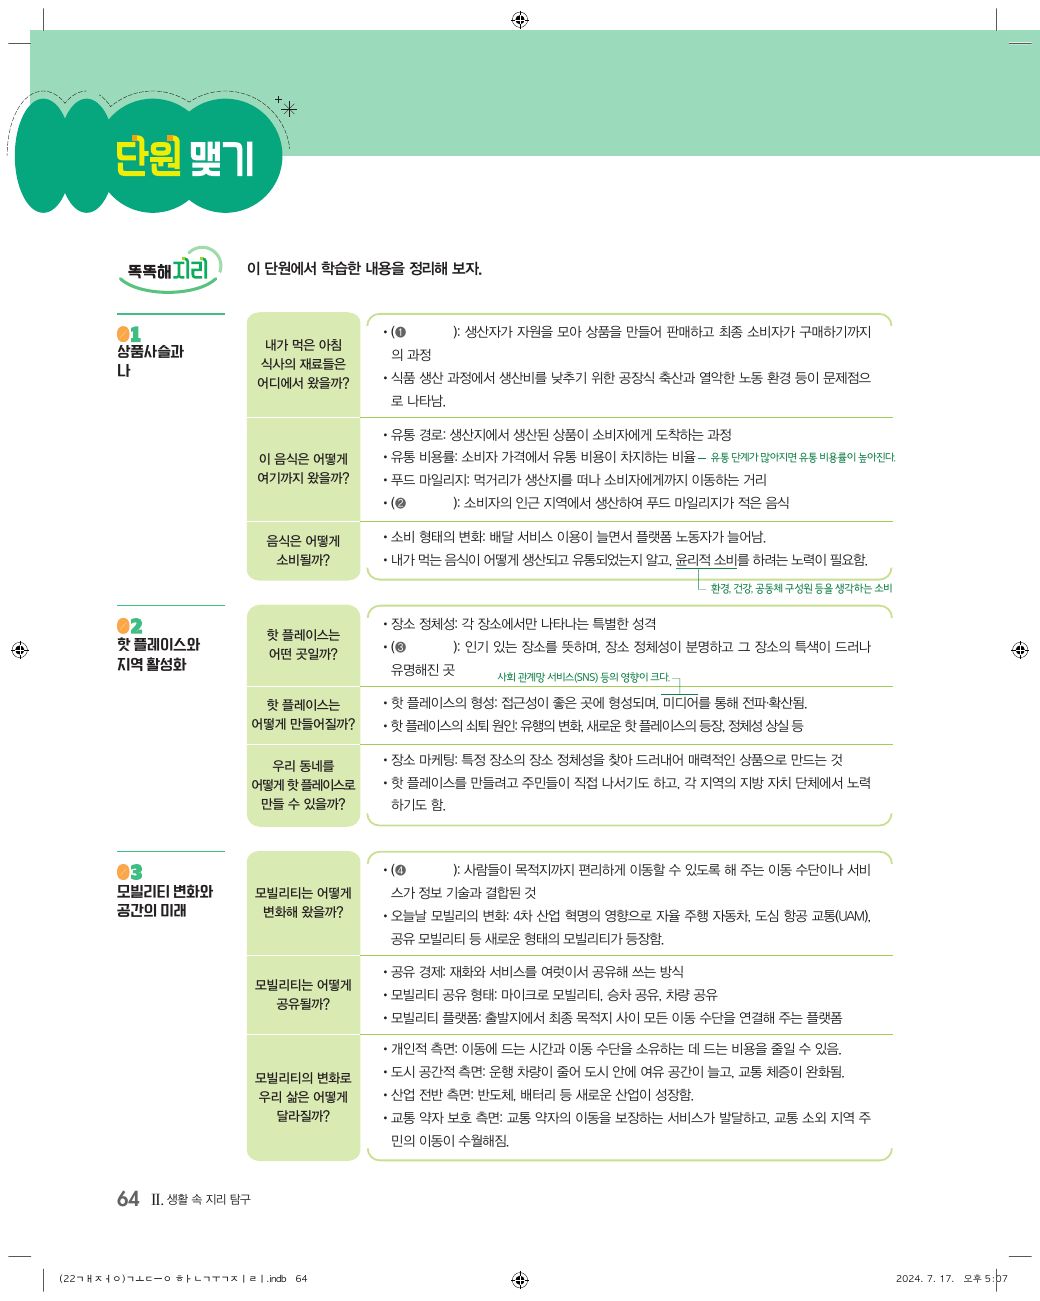 단원 맺기
똑똑해지리
이 단원에서 학습한 내용을 정리해 보자.
01
상품사슬과
나
내가 먹은 아침
식사의 재료들은
어디에서 왔을까?
• (❶ ): 생산자가 자원을 모아 상품을 만들어 판매하고 최종 소비자가 구매하기까지
의 과정
• 식품 생산 과정에서 생산비를 낮추기 위한 공장식 축산과 열악한 노동 환경 등이 문제점으
로 나타남.
이 음식은 어떻게
여기까지 왔을까?
• 유통 경로: 생산지에서 생산된 상품이 소비자에게 도착하는 과정
• 유통 비용률: 소비자 가격에서 유통 비용이 차지하는 비율 유통 단계가 많아지면 유통 비용률이 높아진다.
• 푸드 마일리지: 먹거리가 생산지를 떠나 소비자에게까지 이동하는 거리
• (❷ ): 소비자의 인근 지역에서 생산하여 푸드 마일리지가 적은 음식
음식은 어떻게
소비될까?
• 소비 형태의 변화: 배달 서비스 이용이 늘면서 플랫폼 노동자가 늘어남.
• 내가 먹는 음식이 어떻게 생산되고 유통되었는지 알고, 윤리적 소비를 하려는 노력이 필요함.
환경, 건강, 공동체 구성원 등을 생각하는 소비
02
핫 플레이스와
지역 활성화
핫 플레이스는
어떤 곳일까?
• 장소 정체성: 각 장소에서만 나타나는 특별한 성격
• (❸ ): 인기 있는 장소를 뜻하며, 장소 정체성이 분명하고 그 장소의 특색이 드러나
유명해진 곳
사회 관계망 서비스(SNS) 등의 영향이 크다.
핫 플레이스는
어떻게 만들어질까?
• 핫 플레이스의 형성: 접근성이 좋은 곳에 형성되며, 미디어를 통해 전파·확산됨.
• 핫 플레이스의 쇠퇴 원인: 유행의 변화, 새로운 핫 플레이스의 등장, 정체성 상실 등
우리 동네를
어떻게 핫 플레이스로
만들 수 있을까?
• 장소 마케팅: 특정 장소의 장소 정체성을 찾아 드러내어 매력적인 상품으로 만드는 것
• 핫 플레이스를 만들려고 주민들이 직접 나서기도 하고, 각 지역의 지방 자치 단체에서 노력
하기도 함.
03
모빌리티 변화와
공간의 미래
모빌리티는 어떻게
변화해 왔을까?
• (❹ ): 사람들이 목적지까지 편리하게 이동할 수 있도록 해 주는 이동 수단이나 서비
스가 정보 기술과 결합된 것
• 오늘날 모빌리의 변화: 4차 산업 혁명의 영향으로 자율 주행 자동차, 도심 항공 교통(UAM),
공유 모빌리티 등 새로운 형태의 모빌리티가 등장함.
모빌리티는 어떻게
공유될까?
• 공유 경제: 재화와 서비스를 여럿이서 공유해 쓰는 방식
• 모빌리티 공유 형태: 마이크로 모빌리티, 승차 공유, 차량 공유
• 모빌리티 플랫폼: 출발지에서 최종 목적지 사이 모든 이동 수단을 연결해 주는 플랫폼
모빌리티의 변화로
우리 삶은 어떻게
달라질까?
• 개인적 측면: 이동에 드는 시간과 이동 수단을 소유하는 데 드는 비용을 줄일 수 있음.
• 도시 공간적 측면: 운행 차량이 줄어 도시 안에 여유 공간이 늘고, 교통 체증이 완화됨.
• 산업 전반 측면: 반도체, 배터리 등 새로운 산업이 성장함.
• 교통 약자 보호 측면: 교통 약자의 이동을 보장하는 서비스가 발달하고, 교통 소외 지역 주
민의 이동이 수월해짐.
64 Ⅱ. 생활 속 지리 탐구
(22ㄱㅐㅈㅓㅇ)ㄱㅗㄷㅡㅇ ㅎㅏㄴㄱㅜㄱㅈㅣㄹㅣ.indb 64
2024. 7. 17. 오후 5:07